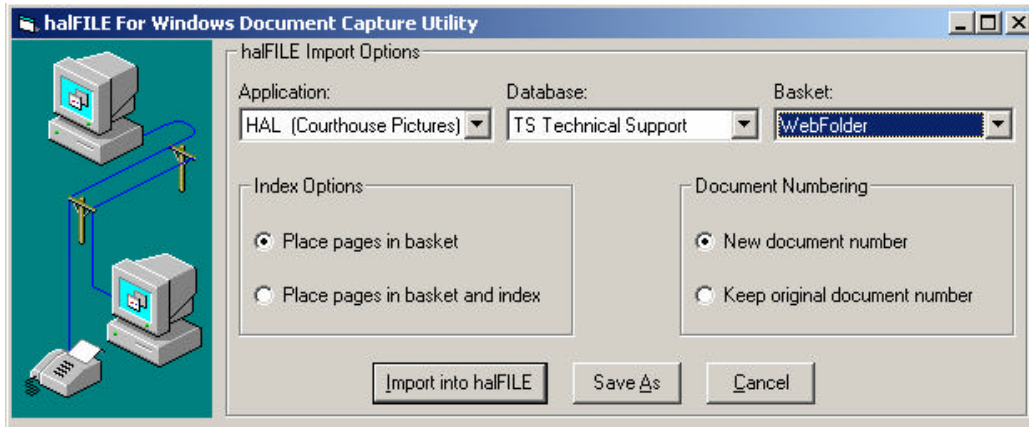 halFILE For Windows Document Capture Utility
halFILE Import Options
Application: Database: Basket:
HAL (Courthouse Pictures) TS Technical Support WebFolder
Index Options Document Numbering
Place pages in basket New document number
Place pages in basket and index Keep original document number
Import into halFILE Save As Cancel